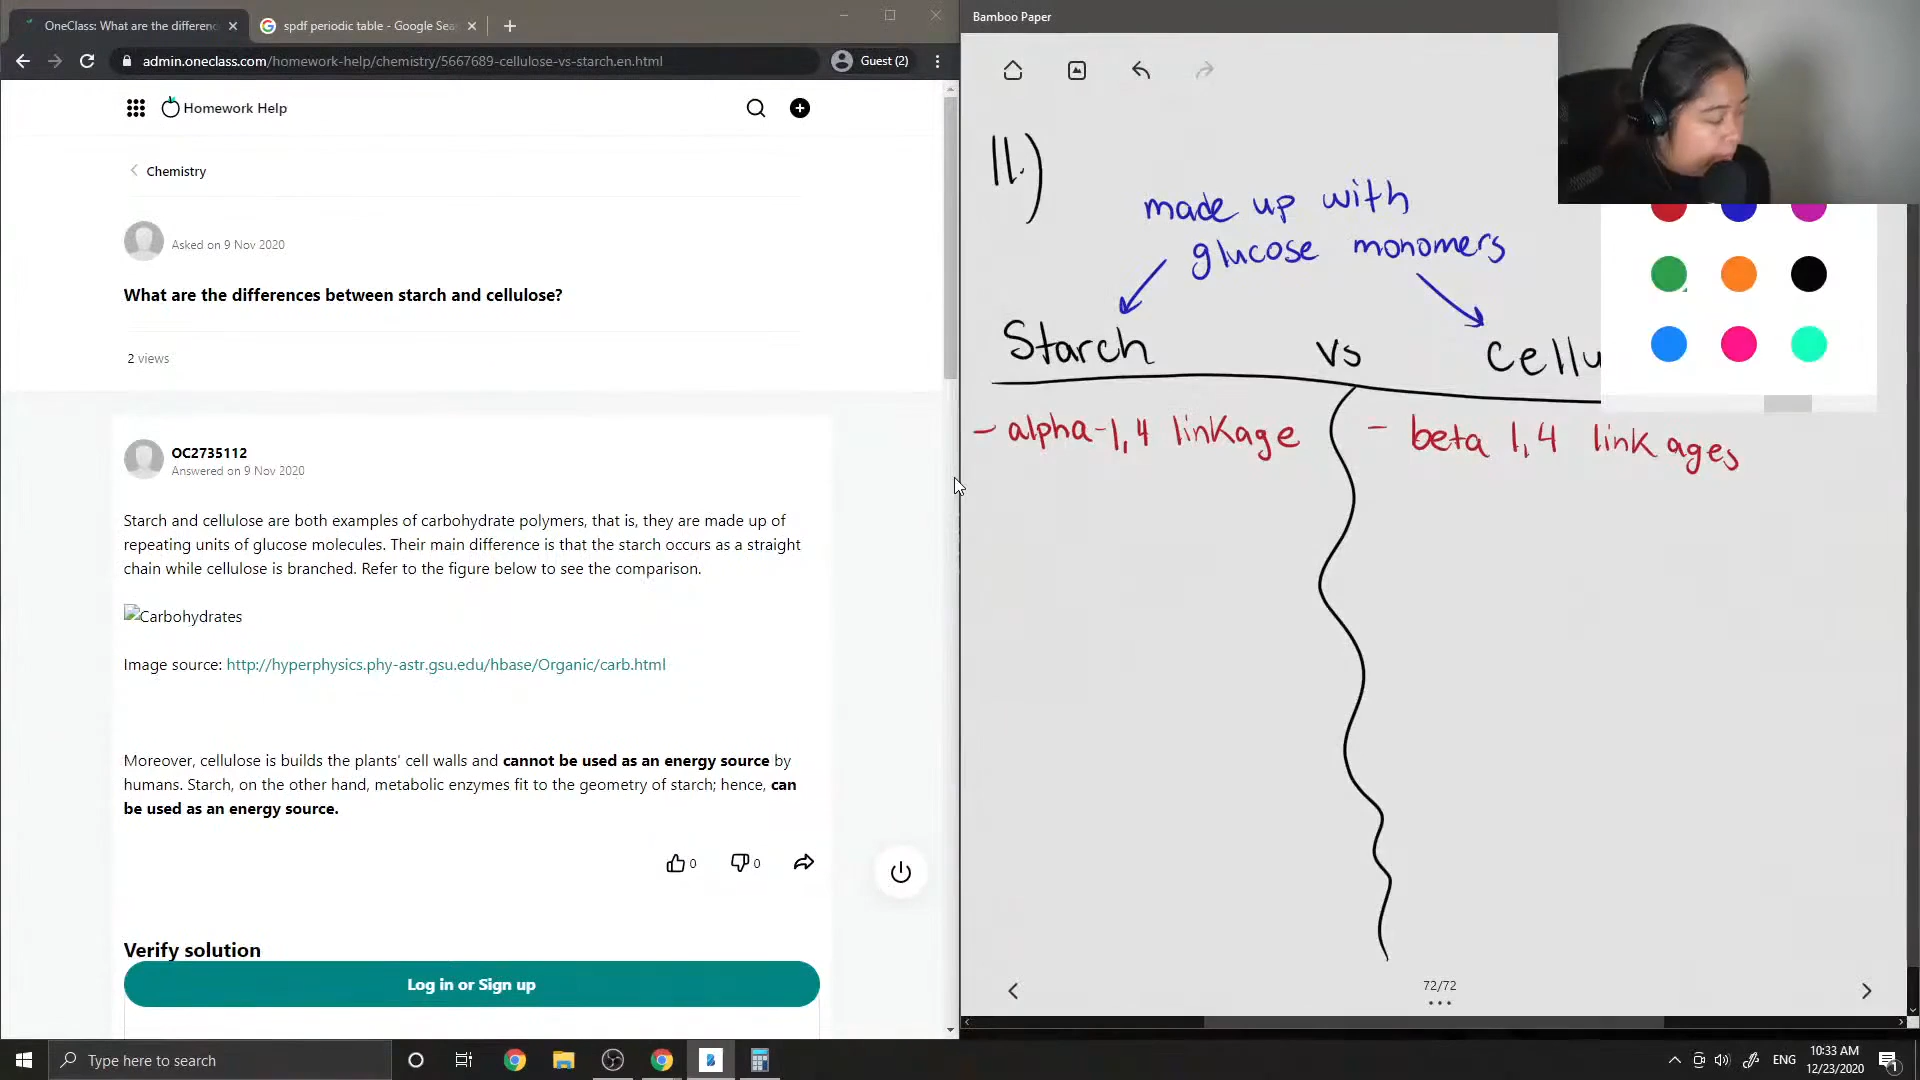 OneClass: What are the differenc
spdf periodic table - Google Sea
admin.oneclass.com/homework-help/chemistry/5667689-cellulose-vs-starch.en.html
Guest (2)
Homework Help
Chemistry
Asked on 9 Nov 2020
What are the differences between starch and cellulose?
2 views
OC2735112
Answered on 9 Nov 2020
Starch and cellulose are both examples of carbohydrate polymers, that is, they are made up of
repeating units of glucose molecules. Their main difference is that the starch occurs as a straight
chain while cellulose is branched. Refer to the figure below to see the comparison.
Carbohydrates
Image source: http://hyperphysics.phy-astr.gsu.edu/hbase/Organic/carb.html
Moreover, cellulose is builds the plants' cell walls and cannot be used as an energy source by
humans. Starch, on the other hand, metabolic enzymes fit to the geometry of starch; hence, can
be used as an energy source.
0
0
Verify solution
Log in or Sign up
Bamboo Paper
11.)
made up with
glucose monomers
Starch vs Cellu
- alpha-1,4 linkage
- beta 1,4 linkages
72/72
Type here to search
ENG
10:33 AM
12/23/2020
1